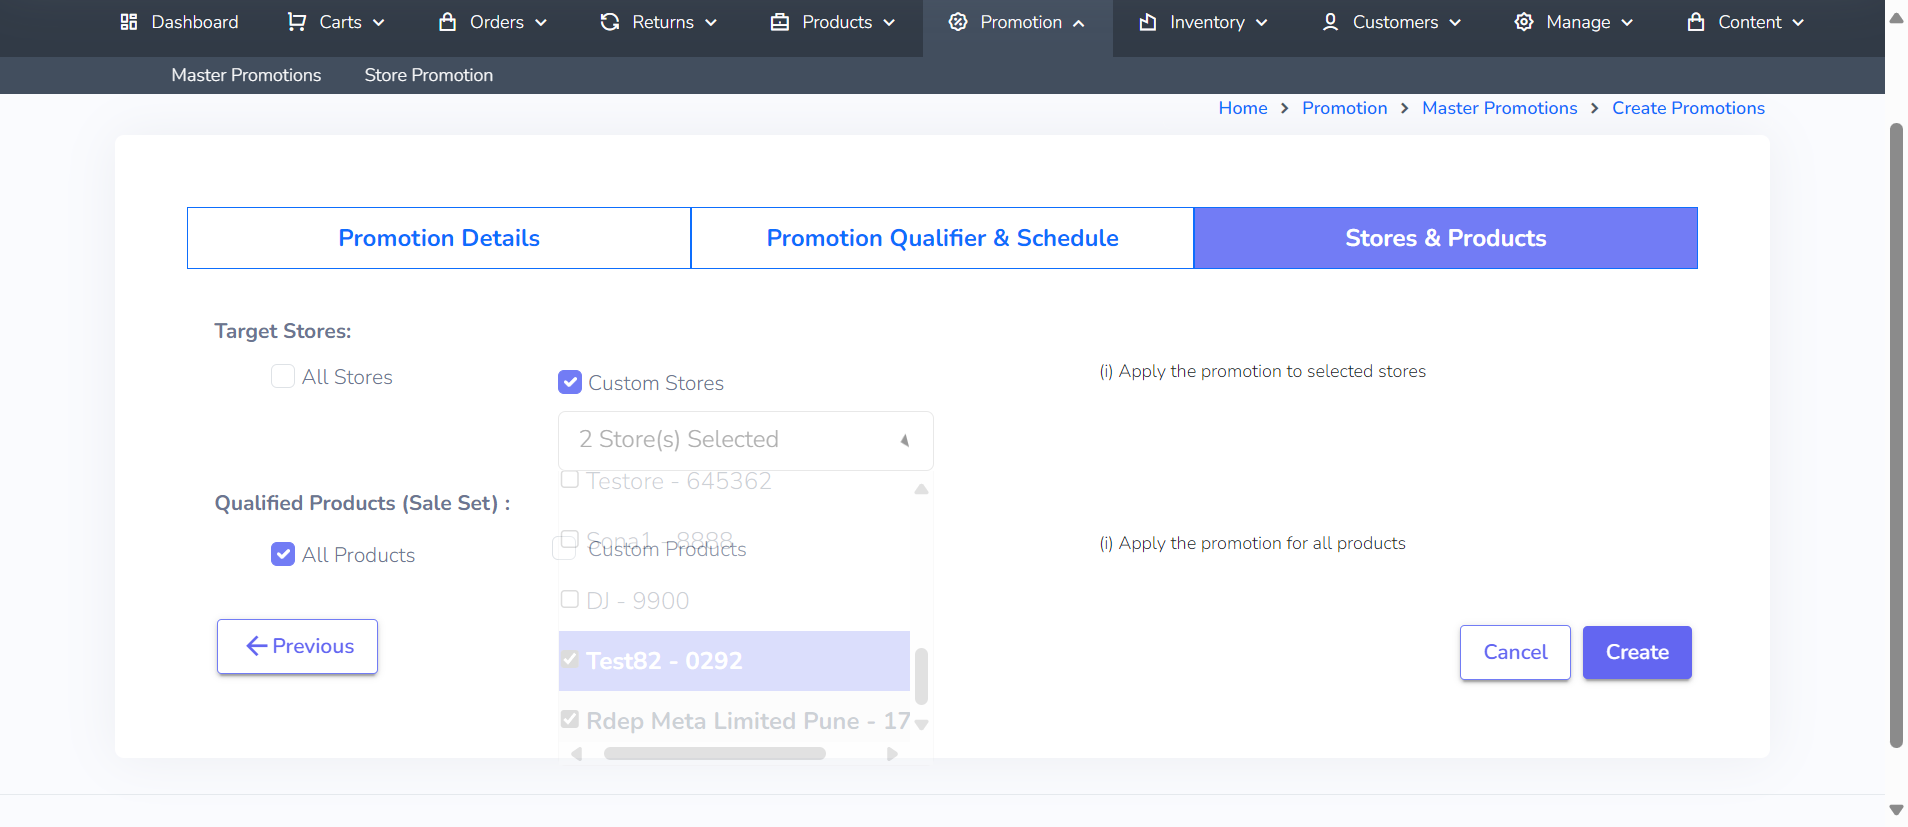 Dashboard Carts Orders Returns Products Promotion Inventory Customers Manage Content
Master Promotions Store Promotion
Home > Promotion > Master Promotions > Create Promotions
Promotion Details Promotion Qualifier & Schedule Stores & Products
Target Stores:
All Stores Custom Stores (i) Apply the promotion to selected stores
2 Store(s) Selected
Testore - 645362
Qualified Products (Sale Set) :
Sona1 - 8888
All Products Custom Products (i) Apply the promotion for all products
DJ - 9900
Previous Cancel Create
Test82 - 0292
Rdep Meta Limited Pune - 17